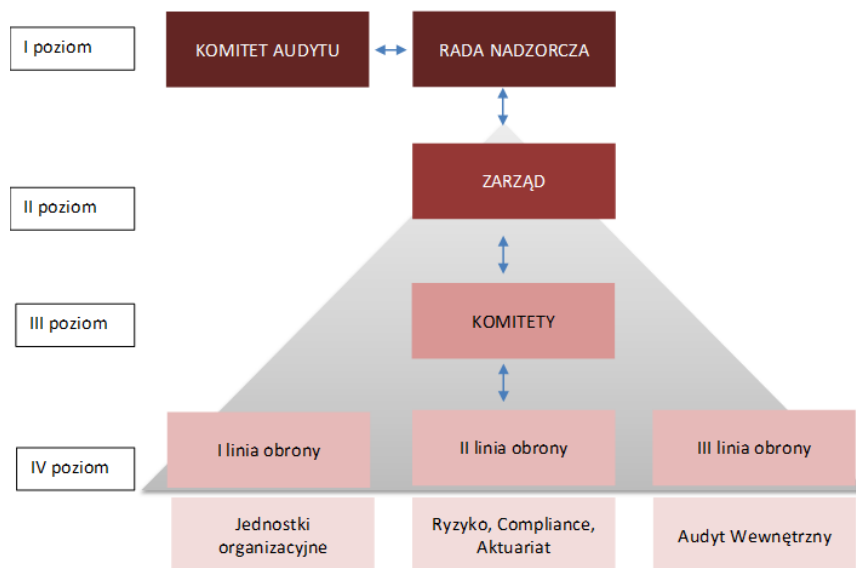 I poziom
KOMITET AUDYTU
RADA NADZORCZA
ZARZĄD
II poziom
III poziom
KOMITETY
IV poziom
I linia obrony
II linia obrony
III linia obrony
Jednostki
organizacyjne
Ryzyko, Compliance,
Aktuariat
Audyt Wewnętrzny